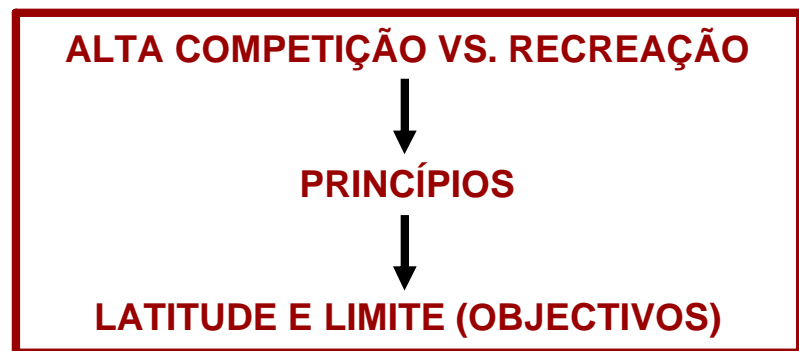 ALTA COMPETIÇÃO VS. RECREAÇÃO
PRINCÍPIOS
LATITUDE E LIMITE (OBJECTIVOS)